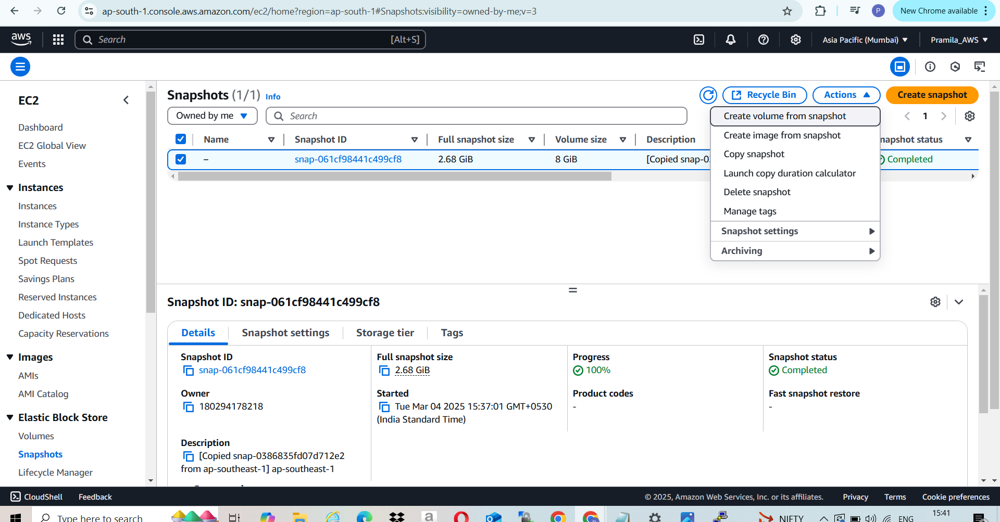 ap-south-1.console.aws.amazon.com/ec2/home?region=ap-south-1#Snapshots:visibility=owned-by-me;v=3
P
New Chrome available
aws
Search
[Alt+S]
Asia Pacific (Mumbai)
Pramila_AWS
EC2
Dashboard
EC2 Global View
Events
Instances
Instances
Instance Types
Launch Templates
Spot Requests
Savings Plans
Reserved Instances
Dedicated Hosts
Capacity Reservations
Images
AMIs
AMI Catalog
Elastic Block Store
Volumes
Snapshots
Lifecycle Manager
Snapshots (1/1) Info
Recycle Bin
Actions
Create snapshot
Owned by me
Search
1
Name
Snapshot ID
Full snapshot size
Volume size
Description
napshot status
–
snap-061cf98441c499cf8
2.68 GiB
8 GiB
[Copied snap-0
Completed
Create volume from snapshot
Create image from snapshot
Copy snapshot
Launch copy duration calculator
Delete snapshot
Manage tags
Snapshot settings
Archiving
Snapshot ID: snap-061cf98441c499cf8
Details
Snapshot settings
Storage tier
Tags
Snapshot ID
snap-061cf98441c499cf8
Full snapshot size
2.68 GiB
Progress
100%
Snapshot status
Completed
Owner
180294178218
Started
Tue Mar 04 2025 15:37:01 GMT+0530
(India Standard Time)
Product codes
-
Fast snapshot restore
-
Description
[Copied snap-0386835fd07d712e2
from ap-southeast-1] ap-southeast-1
CloudShell
Feedback
© 2025, Amazon Web Services, Inc. or its affiliates.
Privacy
Terms
Cookie preferences
Type here to search
a
NIFTY
ENG
15:41